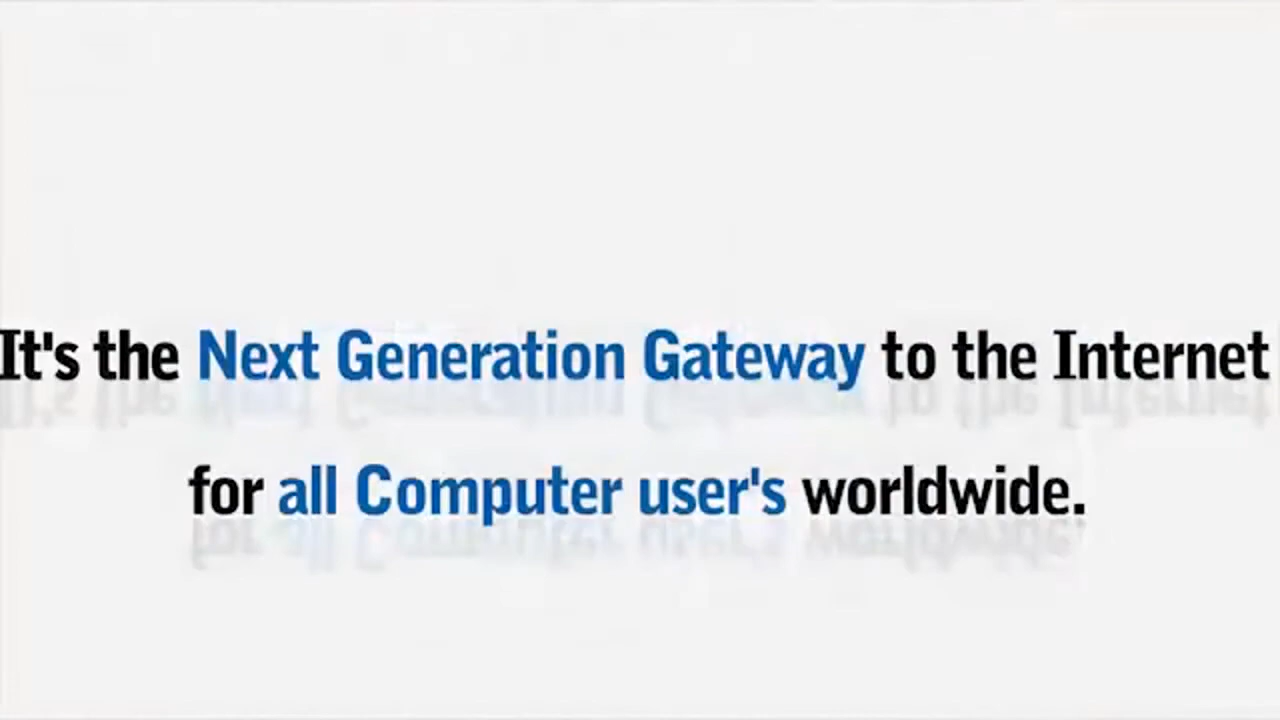 It's the Next Generation Gateway to the Internet
for all Computer user's worldwide.